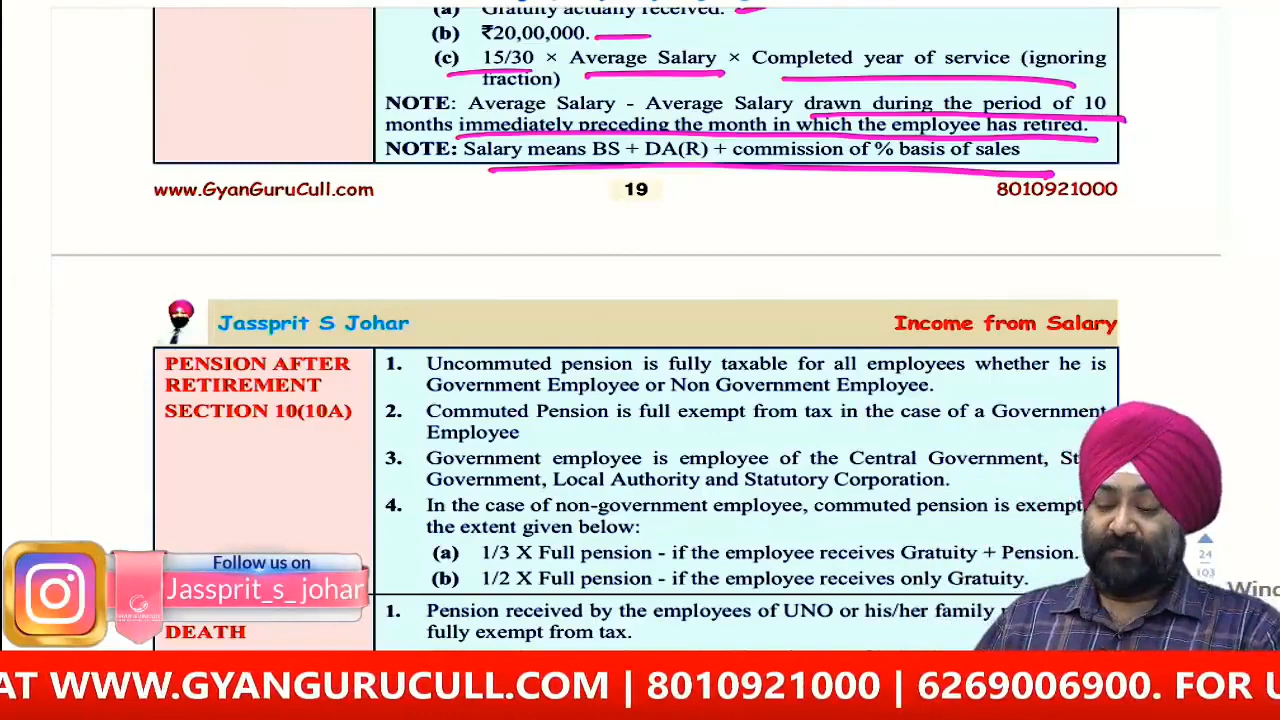 (a) Gratuity actually received.
(b) ₹20,00,000.
(c) 15/30 × Average Salary × Completed year of service (ignoring
fraction)
NOTE: Average Salary - Average Salary drawn during the period of 10
months immediately preceding the month in which the employee has retired.
NOTE: Salary means BS + DA(R) + commission of % basis of sales
www.GyanGuruCull.com 19 8010921000
Jassprit S Johar Income from Salary
PENSION AFTER
RETIREMENT
SECTION 10(10A)
1. Uncommuted pension is fully taxable for all employees whether he is
Government Employee or Non Government Employee.
2. Commuted Pension is full exempt from tax in the case of a Government
Employee
3. Government employee is employee of the Central Government,
Government, Local Authority and Statutory Corporation.
4. In the case of non-government employee, commuted pension is exempt
the extent given below:
(a) 1/3 X Full pension - if the employee receives Gratuity + Pension.
(b) 1/2 X Full pension - if the employee receives only Gratuity.
DEATH
1. Pension received by the employees of UNO or his/her family
fully exempt from tax.
24
103
Wind
Follow us on
Jassprit_s_johar
AT WWW.GYANGURUCULL.COM | 8010921000 | 6269006900. FOR U